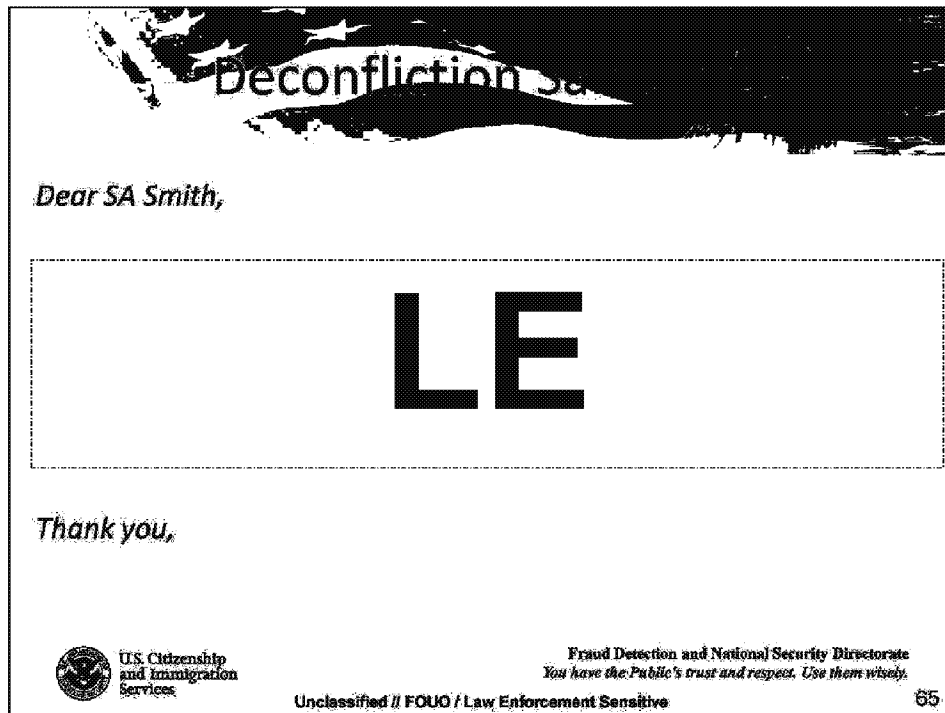 Deconfliction Sa
Dear SA Smith,
LE
Thank you,
U.S. Citizenship
and Immigration
Services
Fraud Detection and National Security Directorate
You have the Public's trust and respect. Use them wisely.
Unclassified // FOUO / Law Enforcement Sensitive
65